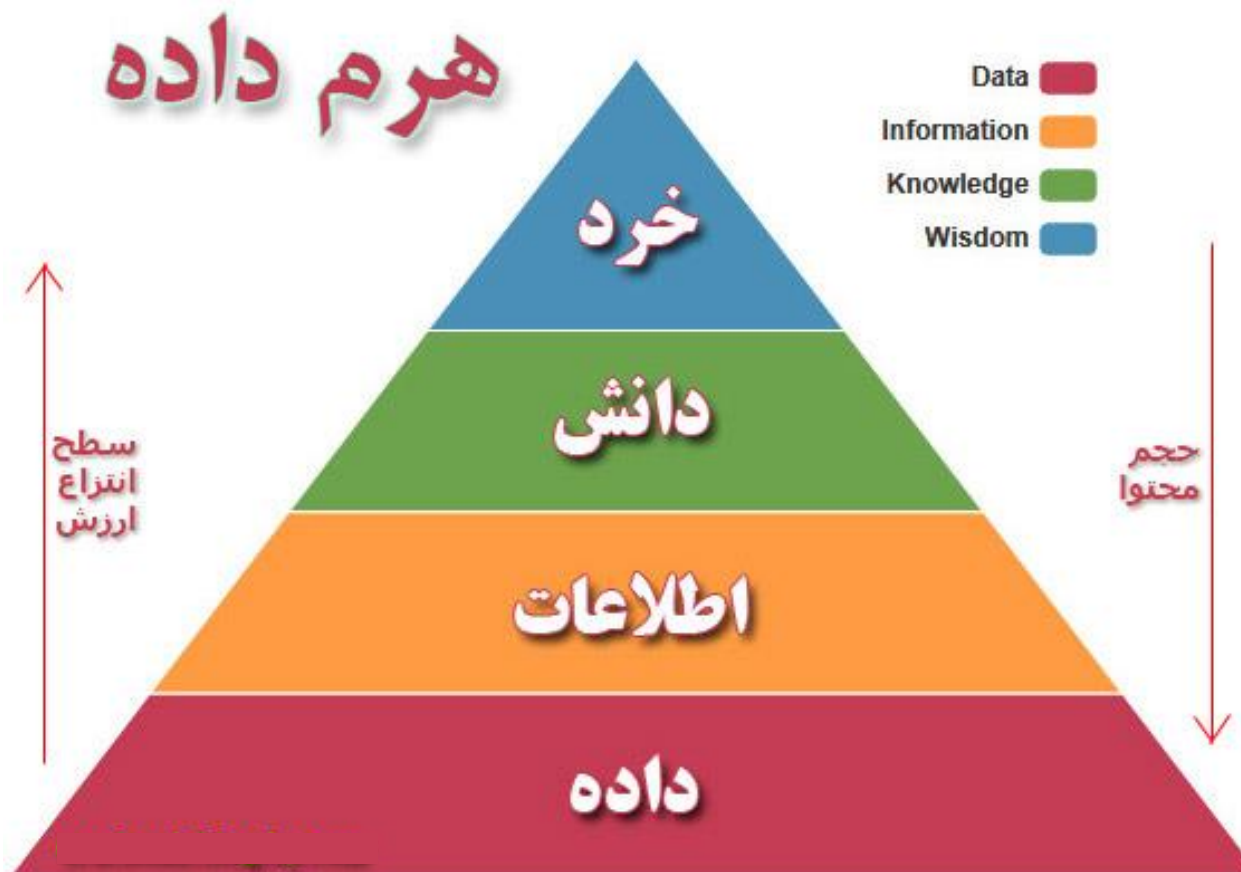 هرم داده
Data
Information
Knowledge
Wisdom
خرد
دانش
اطلاعات
داده
سطح
انتزاع
ارزش
حجم
محتوا